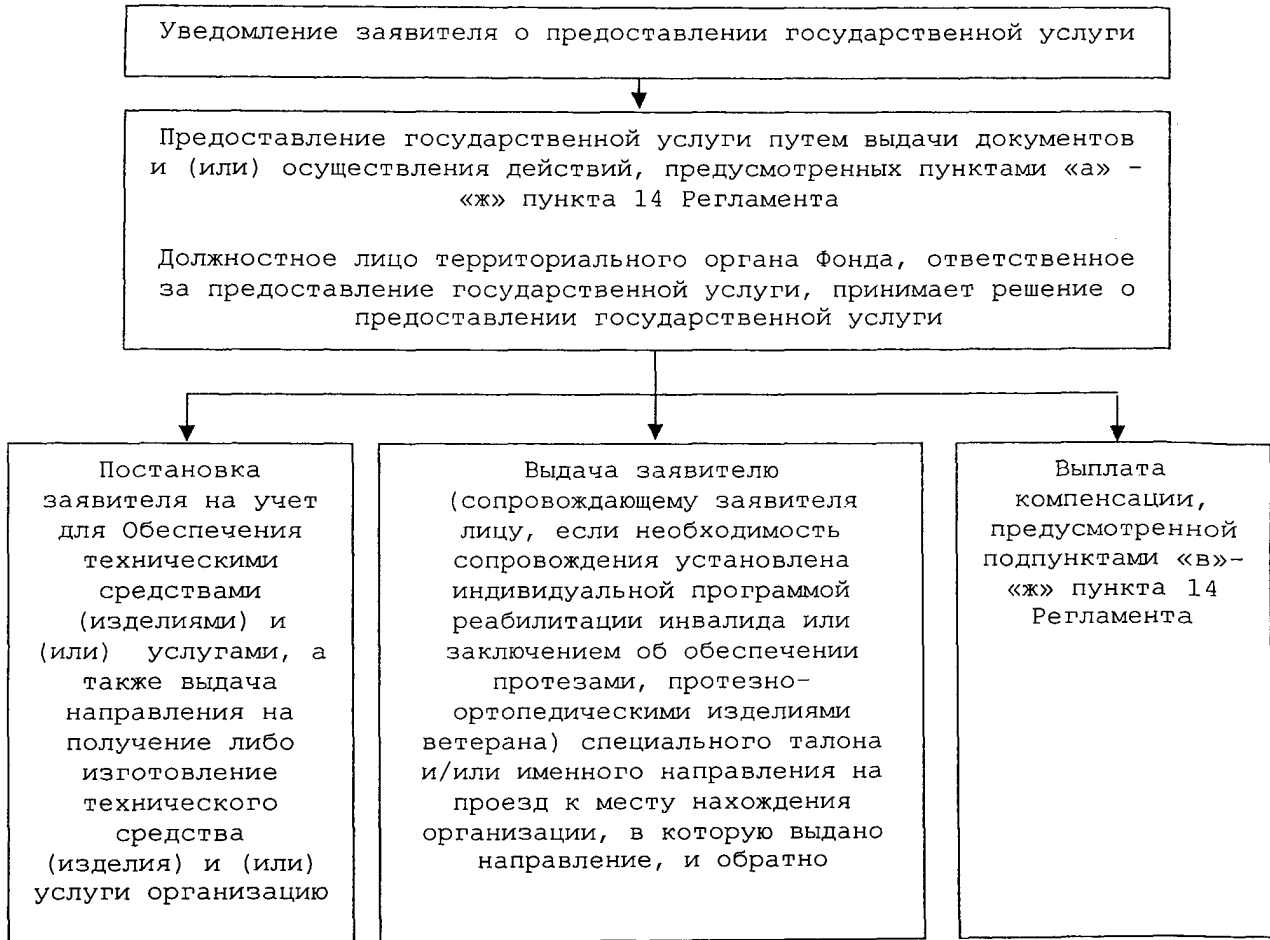 Уведомление заявителя о предоставлении государственной услуги
Предоставление государственной услуги путем выдачи документов
и (или) осуществления действий, предусмотренных пунктами «а» -
«ж» пункта 14 Регламента
Должностное лицо территориального органа Фонда, ответственное
за предоставление государственной услуги, принимает решение о
предоставлении государственной услуги
Постановка
заявителя на учет
для Обеспечения
техническими
средствами
(изделиями) и
(или) услугами, а
также выдача
направления на
получение либо
изготовление
технического
средства
(изделия) и (или)
услуги организацию
Выдача заявителю
(сопровождающему заявителя
лицу, если необходимость
сопровождения установлена
индивидуальной программой
реабилитации инвалида или
заключением об обеспечении
протезами, протезно-
ортопедическими изделиями
ветерана) специального талона
и/или именного направления на
проезд к месту нахождения
организации, в которую выдано
направление, и обратно
Выплата
компенсации,
предусмотренной
подпунктами «в»-
«ж» пункта 14
Регламента